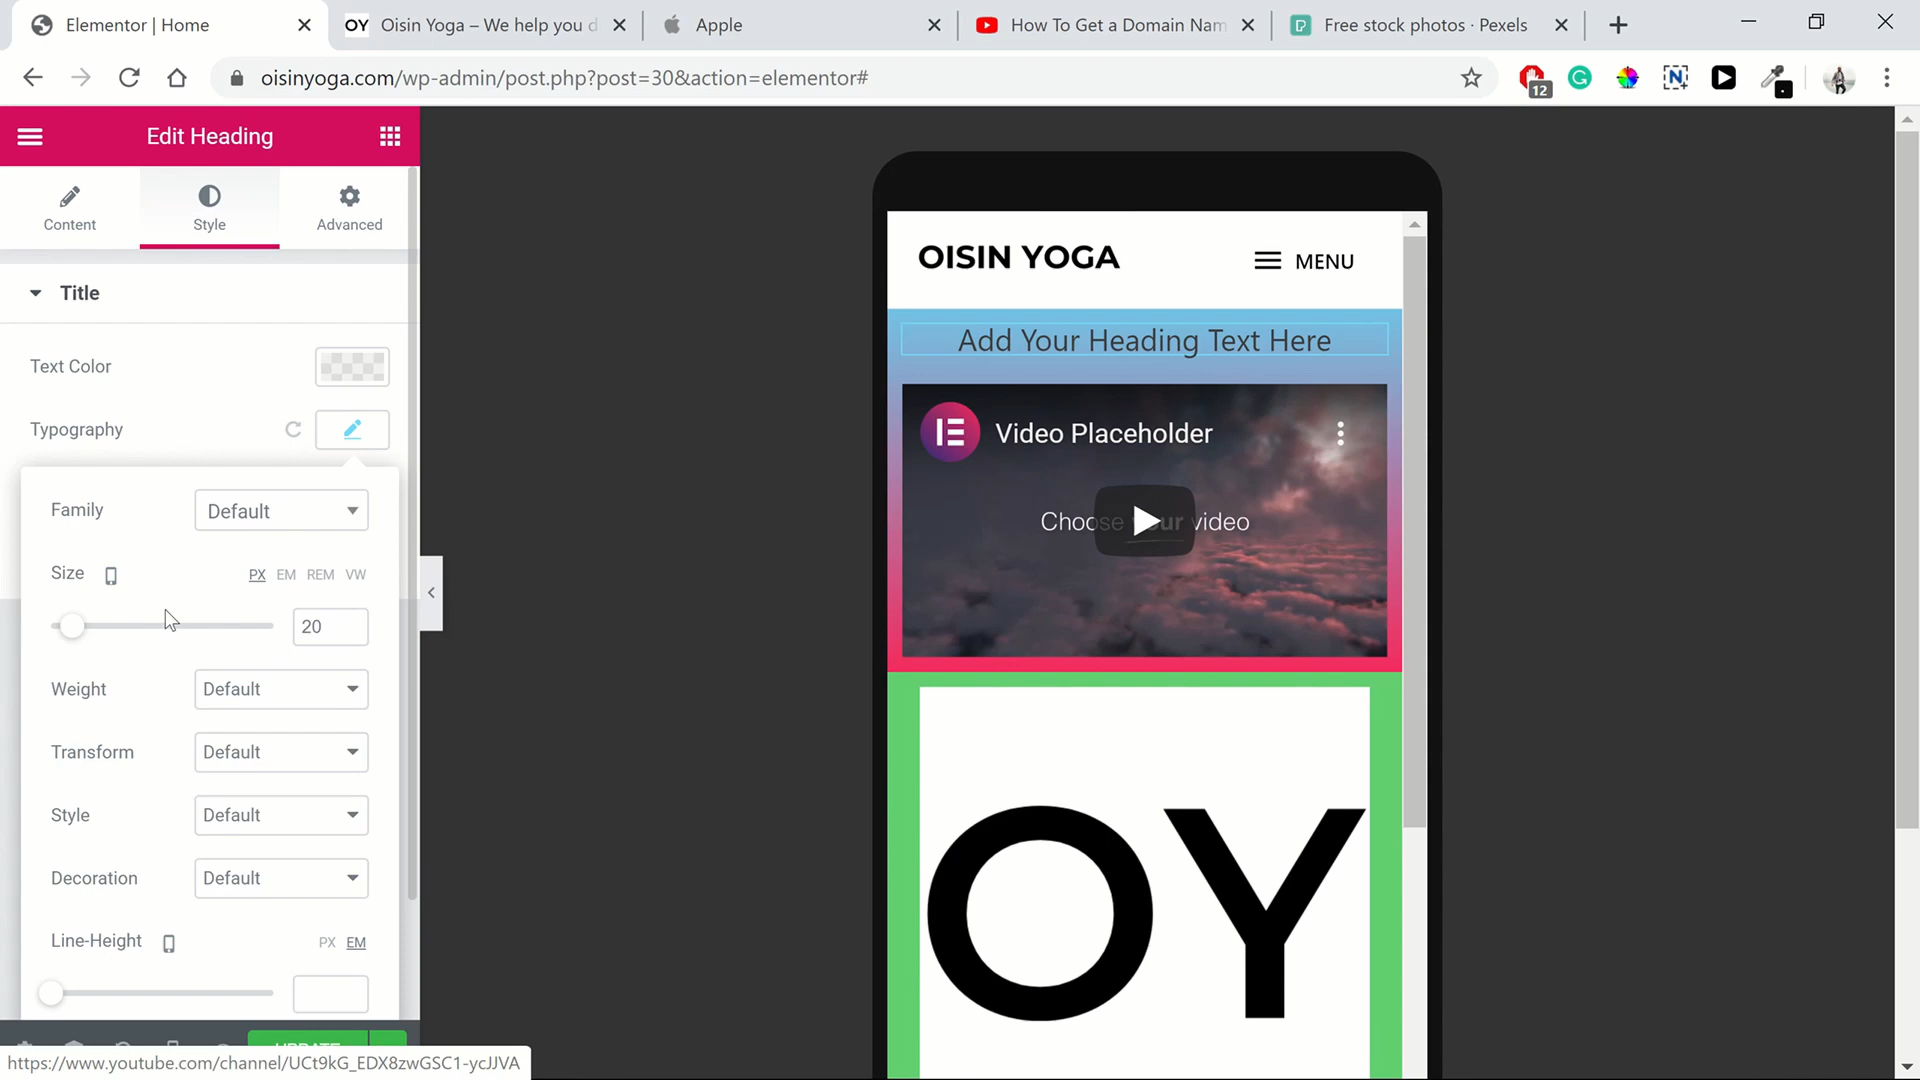 Elementor | Home
OY Oisin Yoga – We help you d
Apple
How To Get a Domain Nam
Free stock photos · Pexels
oisinyoga.com/wp-admin/post.php?post=30&action=elementor#
12
Edit Heading
Content
Style
Advanced
Title
Text Color
Typography
Family
Default
Size
PX EM REM VW
20
Weight
Default
Transform
Default
Style
Default
Decoration
Default
Line-Height
PX EM
UPDATE
https://www.youtube.com/channel/UCt9kG_EDX8zwGSC1-ycJJVA
OISIN YOGA
MENU
Add Your Heading Text Here
Video Placeholder
Choose your video
OY